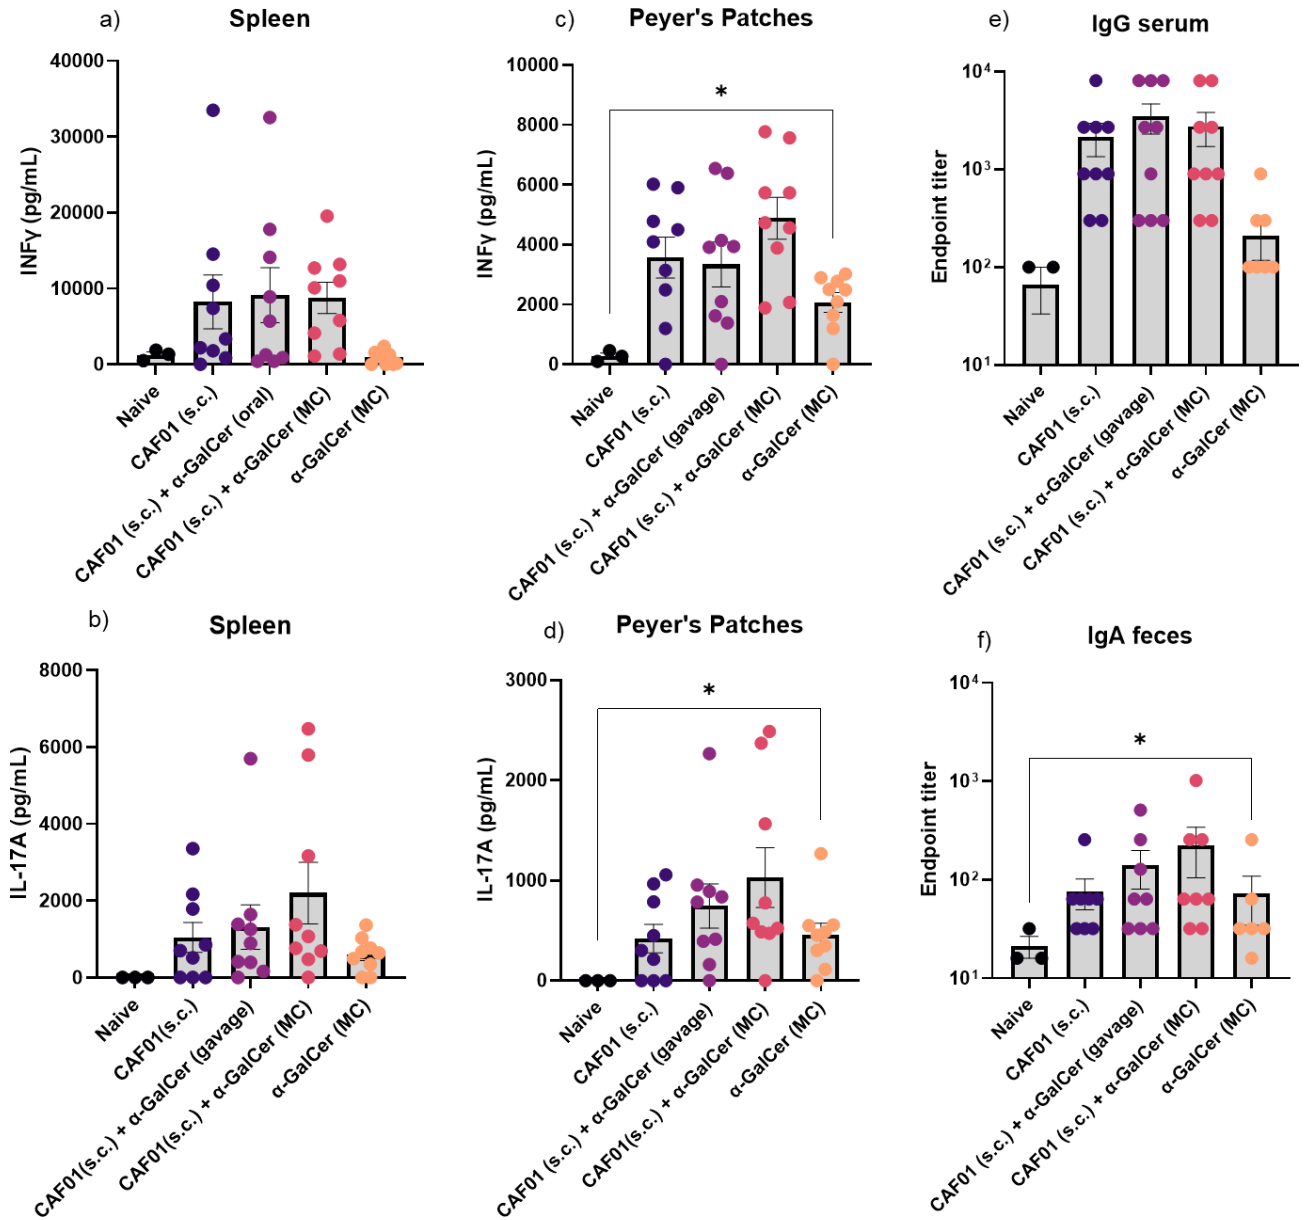 a)
Spleen
INFγ (pg/mL)
40000
30000
20000
10000
0
Naive
CAF01 (s.c.)
CAF01 (s.c.) + α-GalCer (oral)
CAF01 (s.c.) + α-GalCer (MC)
α-GalCer (MC)
b)
Spleen
IL-17A (pg/mL)
8000
6000
4000
2000
0
Naive
CAF01(s.c.)
CAF01(s.c.) + α-GalCer (gavage)
CAF01(s.c.) + α-GalCer (MC)
α-GalCer (MC)
c)
Peyer's Patches
INFγ (pg/mL)
10000
8000
6000
4000
2000
0
*
Naive
CAF01 (s.c.)
CAF01 (s.c.) + α-GalCer (gavage)
CAF01 (s.c.) + α-GalCer (MC)
α-GalCer (MC)
d)
Peyer's Patches
IL-17A (pg/mL)
3000
2000
1000
0
*
Naive
CAF01 (s.c.)
CAF01(s.c.) + α-GalCer (gavage)
CAF01(s.c.) + α-GalCer (MC)
α-GalCer (MC)
e)
IgG serum
Endpoint titer
10⁴
10³
10²
10¹
Naive
CAF01 (s.c.)
CAF01 (s.c.) + α-GalCer (gavage)
CAF01 (s.c.) + α-GalCer (MC)
α-GalCer (MC)
f)
IgA feces
Endpoint titer
10⁴
10³
10²
10¹
*
Naive
CAF01 (s.c.)
CAF01 (s.c.) + α-GalCer (gavage)
CAF01 (s.c.) + α-GalCer (MC)
α-GalCer (MC)